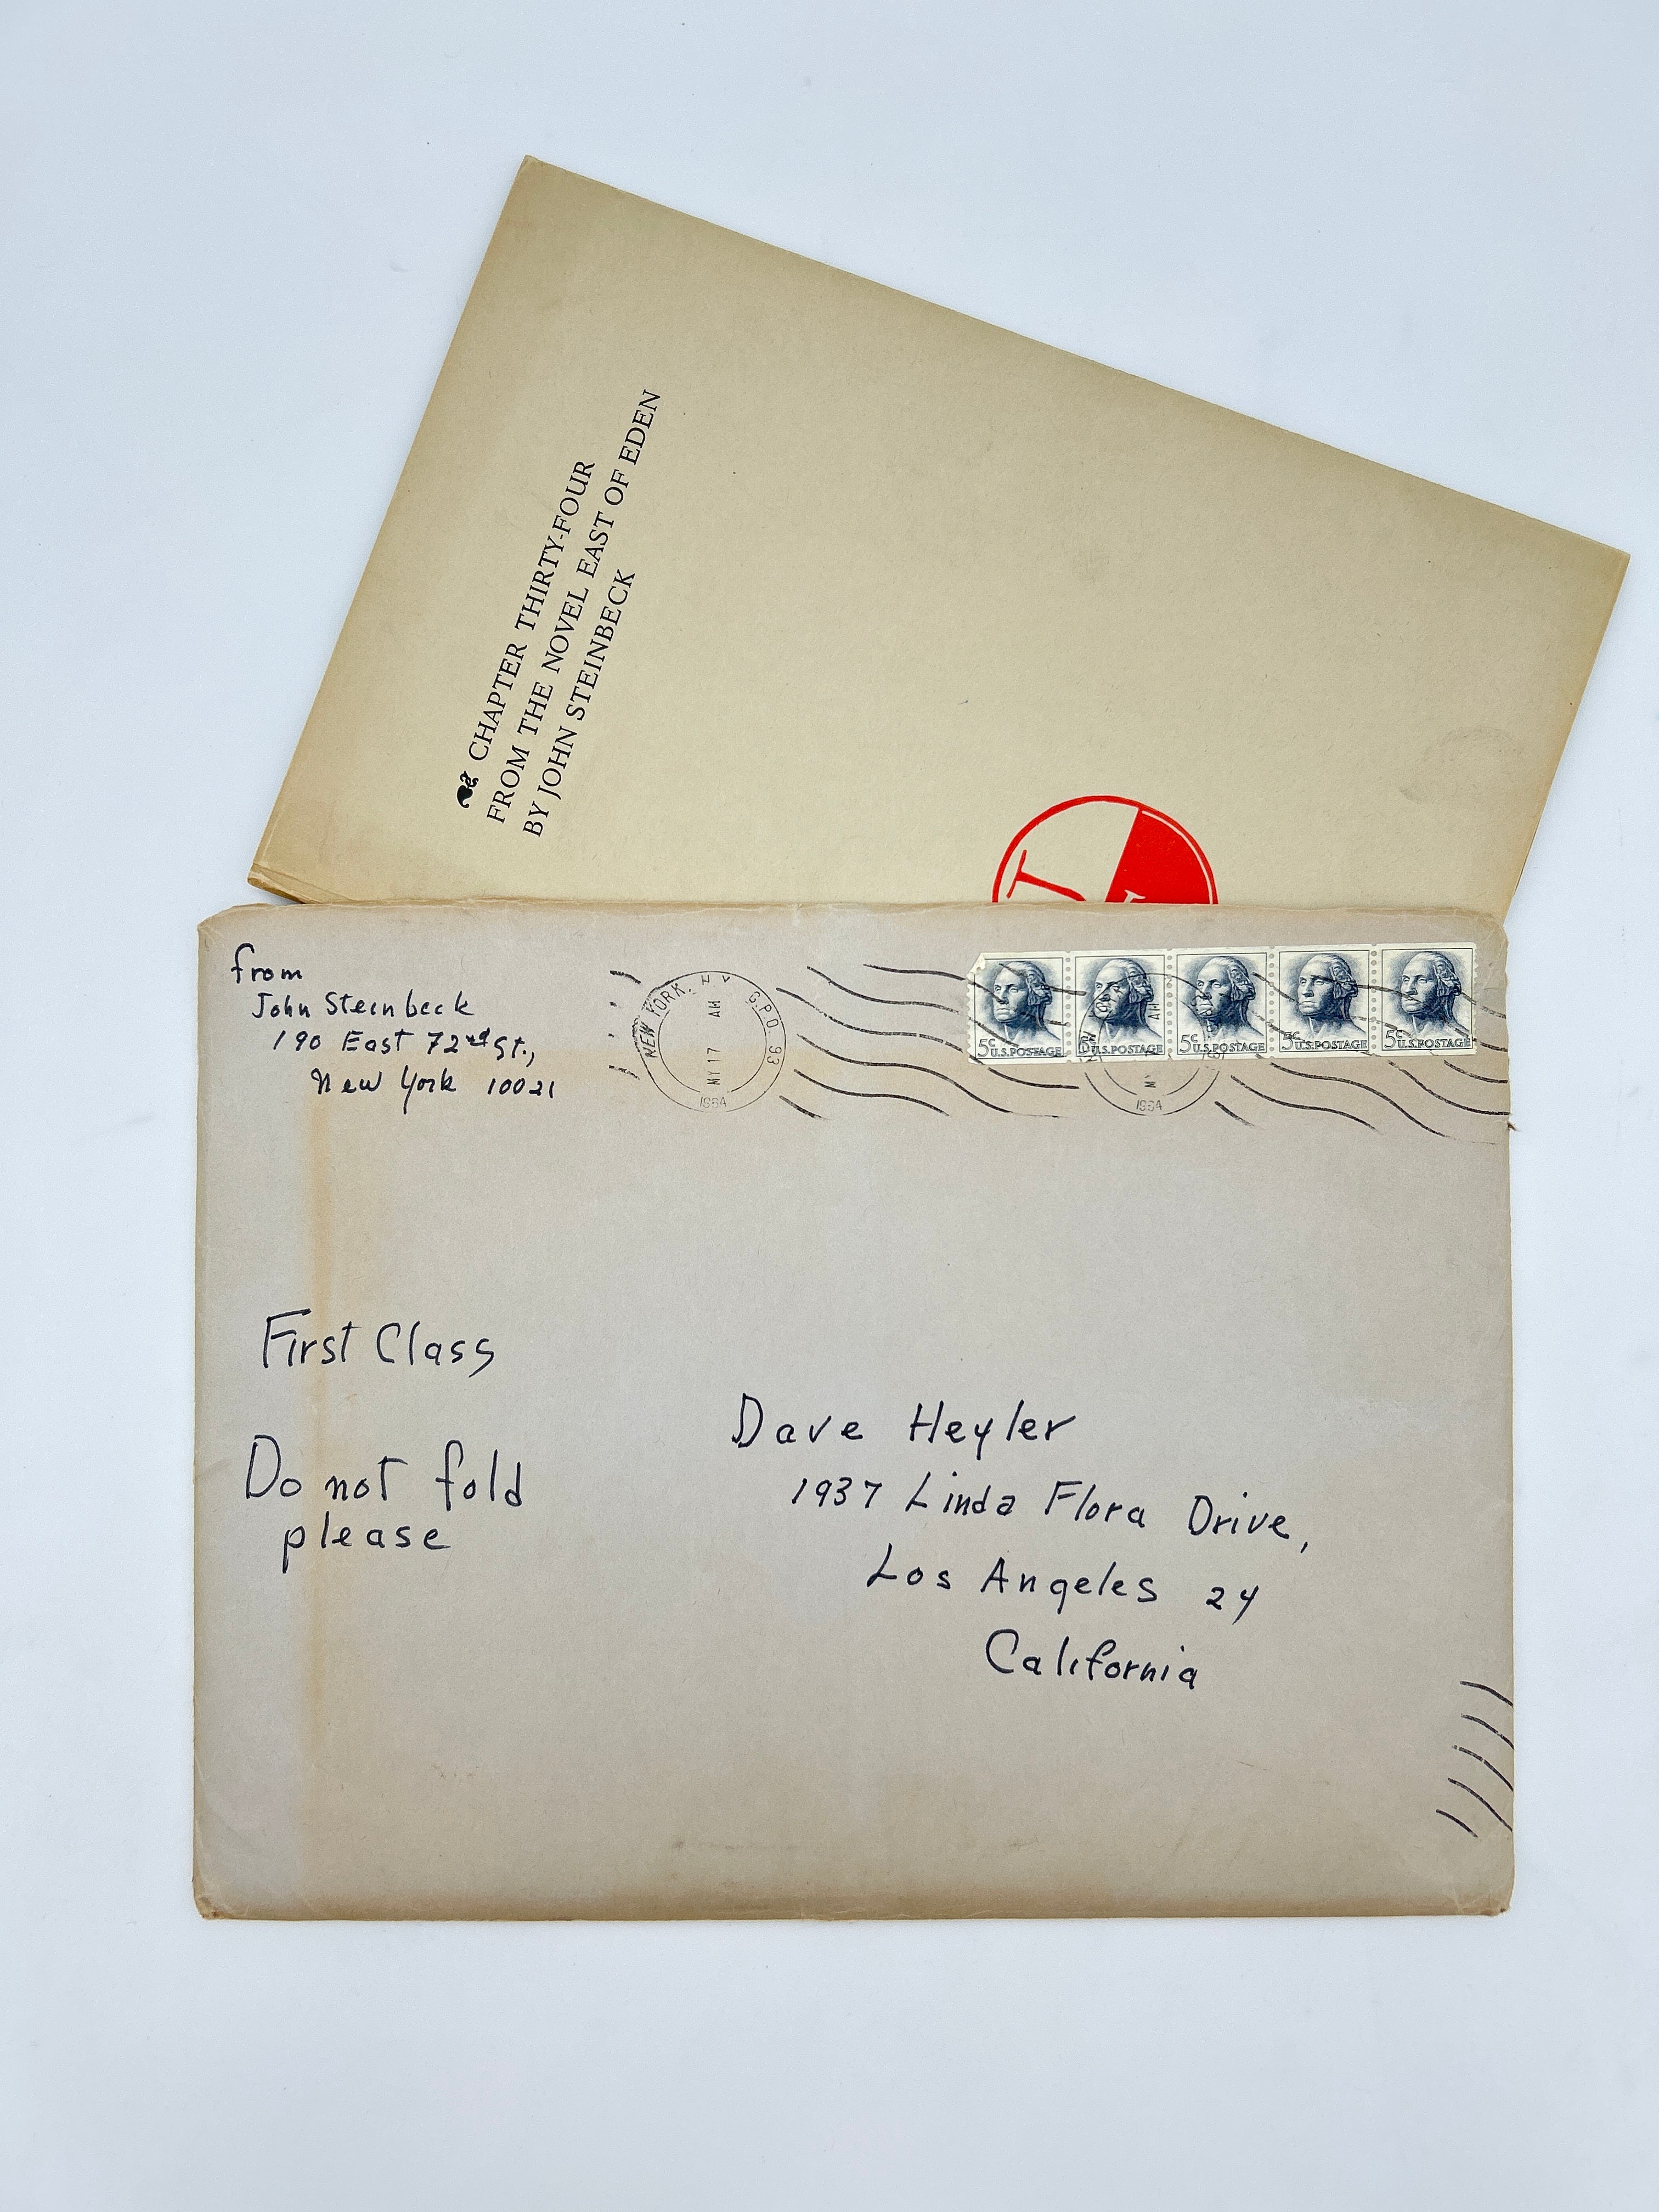 CHAPTER THIRTY-FOUR
FROM THE NOVEL EAST OF EDEN
BY JOHN STEINBECK
from
John Steinbeck
190 East 72nd St.,
New York 10021
NEW YORK, N Y G.P.O. 93
MY 17 AM
1964
5c U.S.POSTAGE
5c U.S.POSTAGE
5c U.S.POSTAGE
5c U.S.POSTAGE
5c U.S.POSTAGE
AM
1964
First Class
Do not fold
please
Dave Heyler
1937 Linda Flora Drive,
Los Angeles 24
California